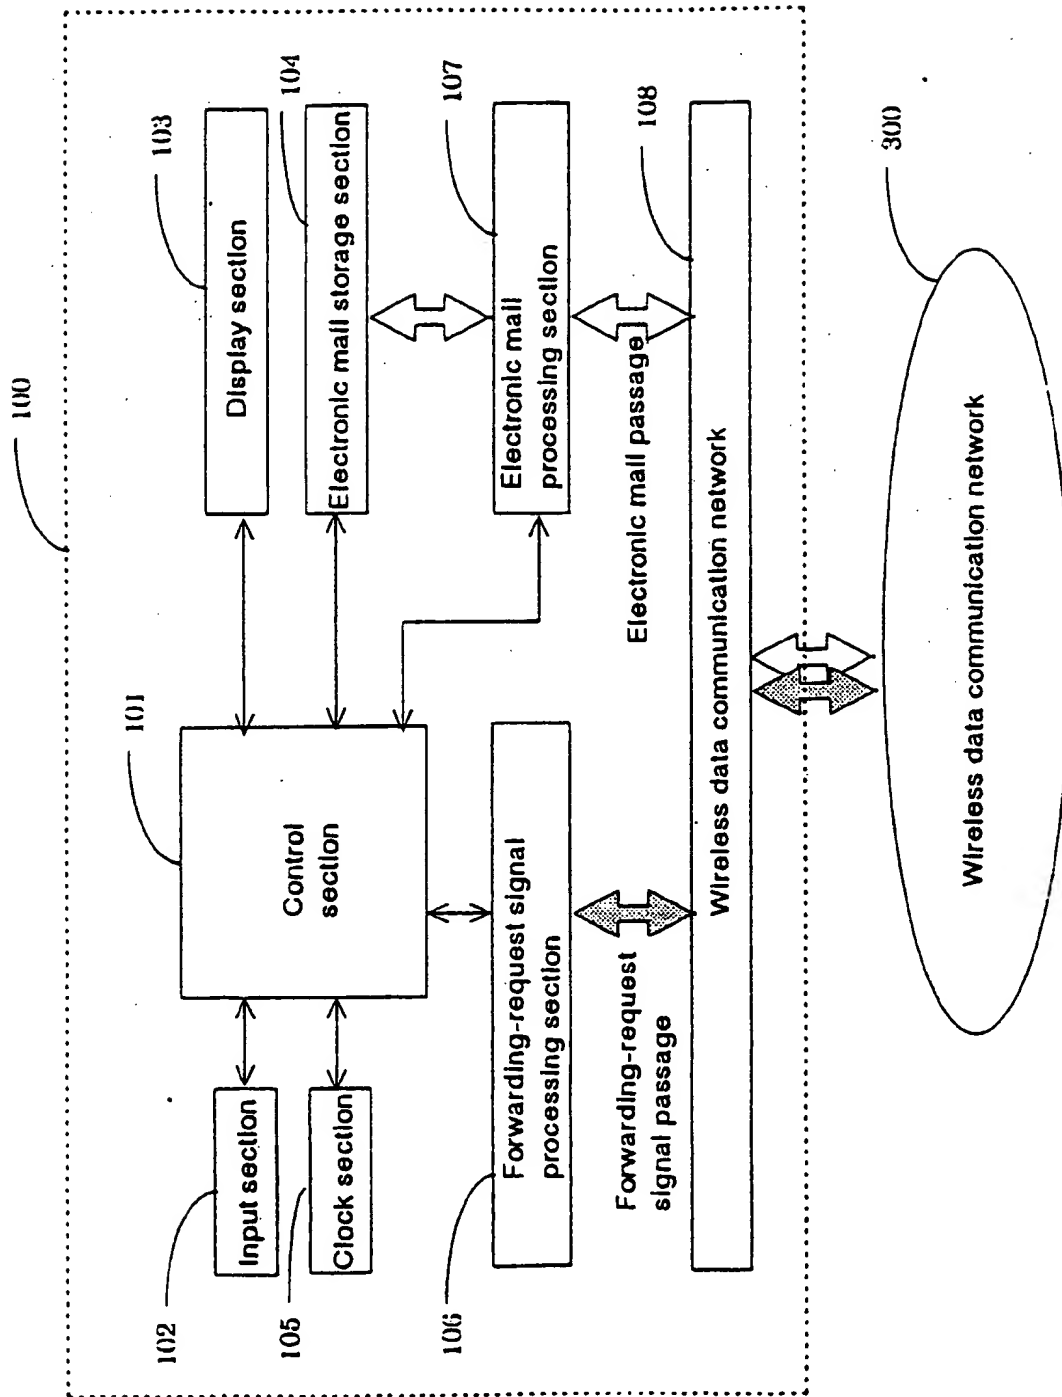 100
102
101
103
Input section
Control
section
Display section
105
104
Clock section
Electronic mail storage section
106
107
Forwarding-request signal
processing section
Electronic mail
processing section
Forwarding-request
signal passage
Electronic mail passage
108
Wireless data communication network
300
Wireless data communication network